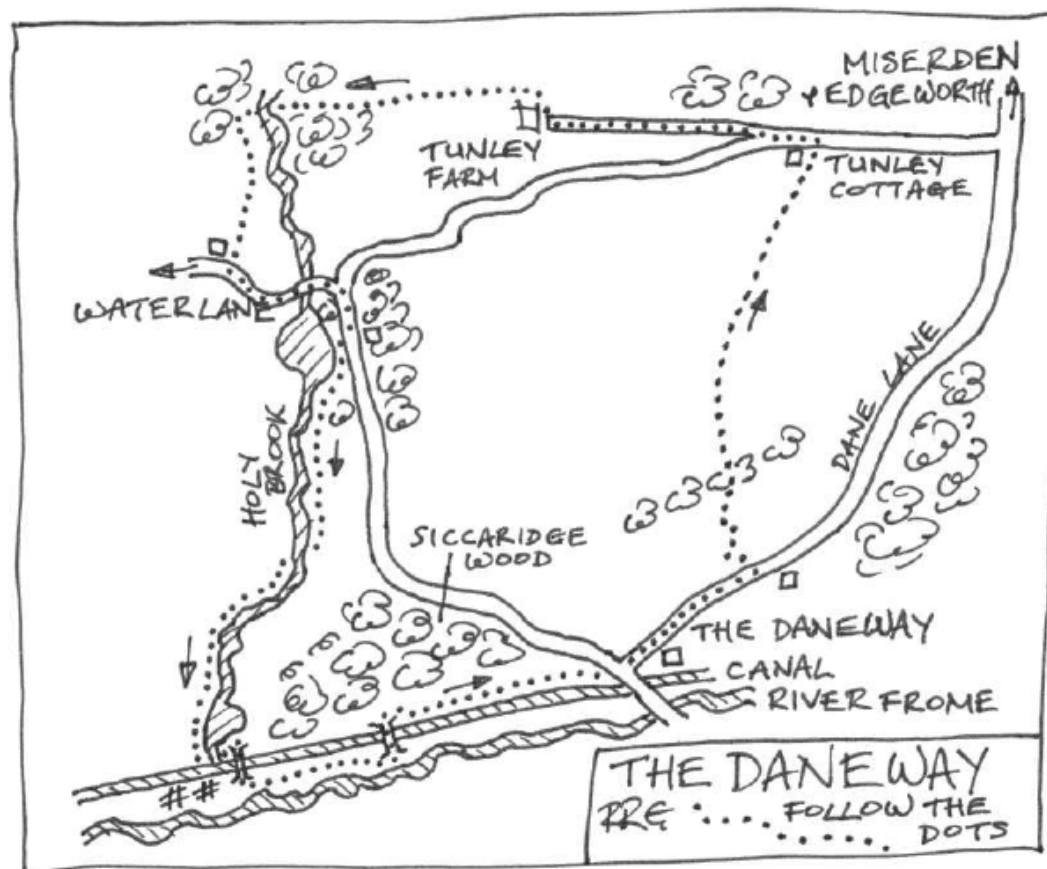 MISERDEN
+ EDGEWORTH
TUNLEY
FARM
TUNLEY
COTTAGE
WATERLANE
DANE LANE
HOLY
BROOK
SICCARIDGE
WOOD
THE DANEWAY
CANAL
RIVER FROME
THE DANEWAY
FOLLOW THE
DOTS